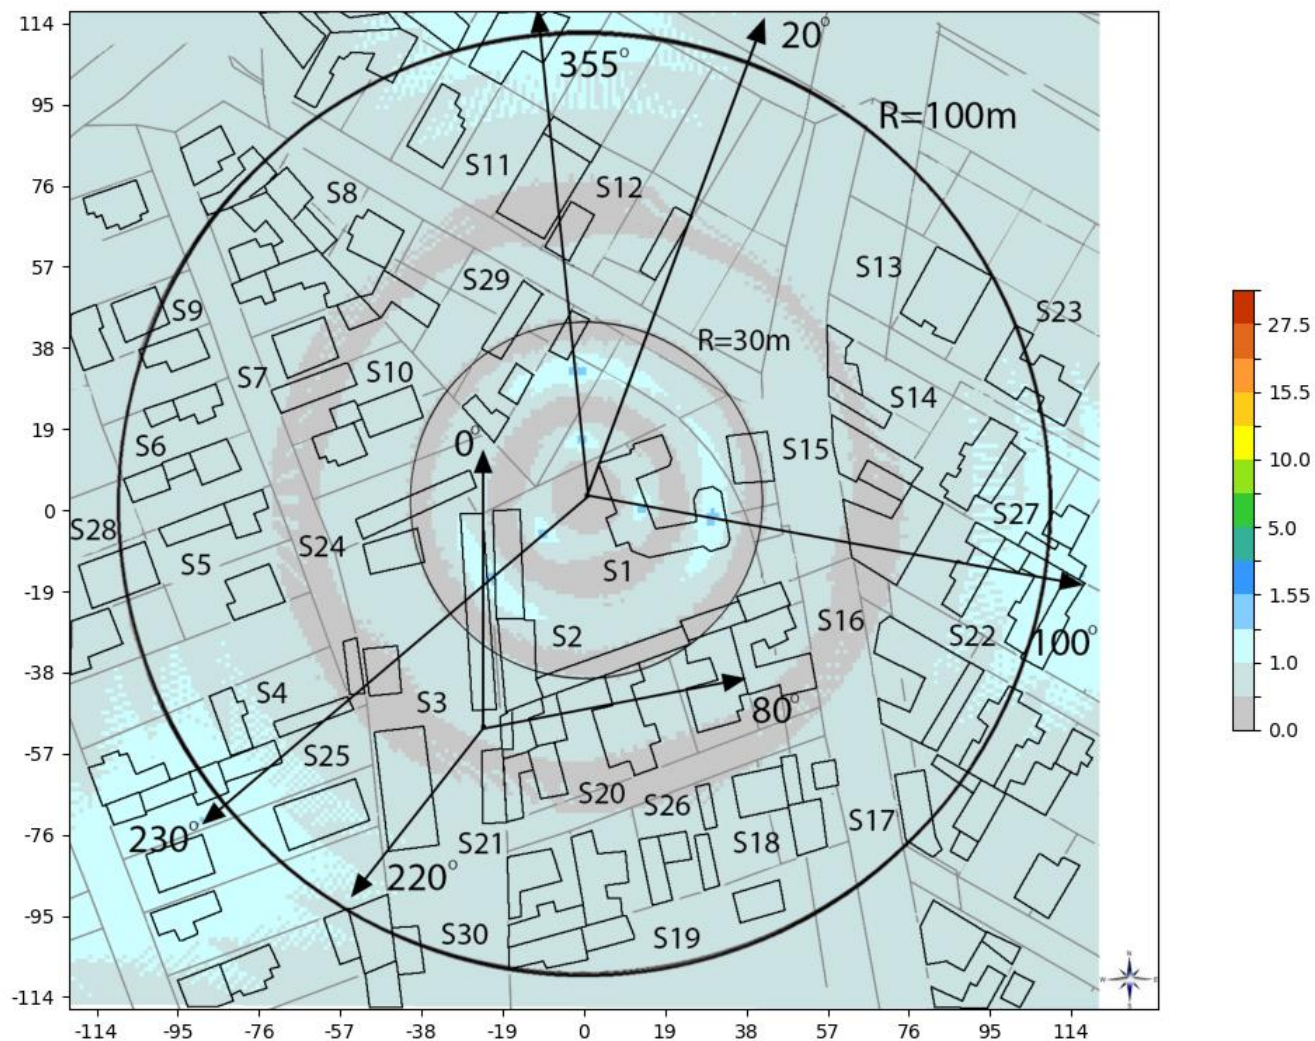 114
95
76
57
38
19
0
-19
-38
-57
-76
-95
-114
-114
-95
-76
-57
-38
-19
0
19
38
57
76
95
114
355°
20°
R=100m
S11
S12
S8
S13
S29
S23
S9
R=30m
S7
S10
S14
0°
S6
S15
S28
S24
S27
S5
S1
S2
S16
S22
100°
S4
S3
80°
S25
S20
S26
230°
S21
S18
S17
220°
S30
S19
27.5
15.5
10.0
5.0
1.55
1.0
0.0
N
W
E
S